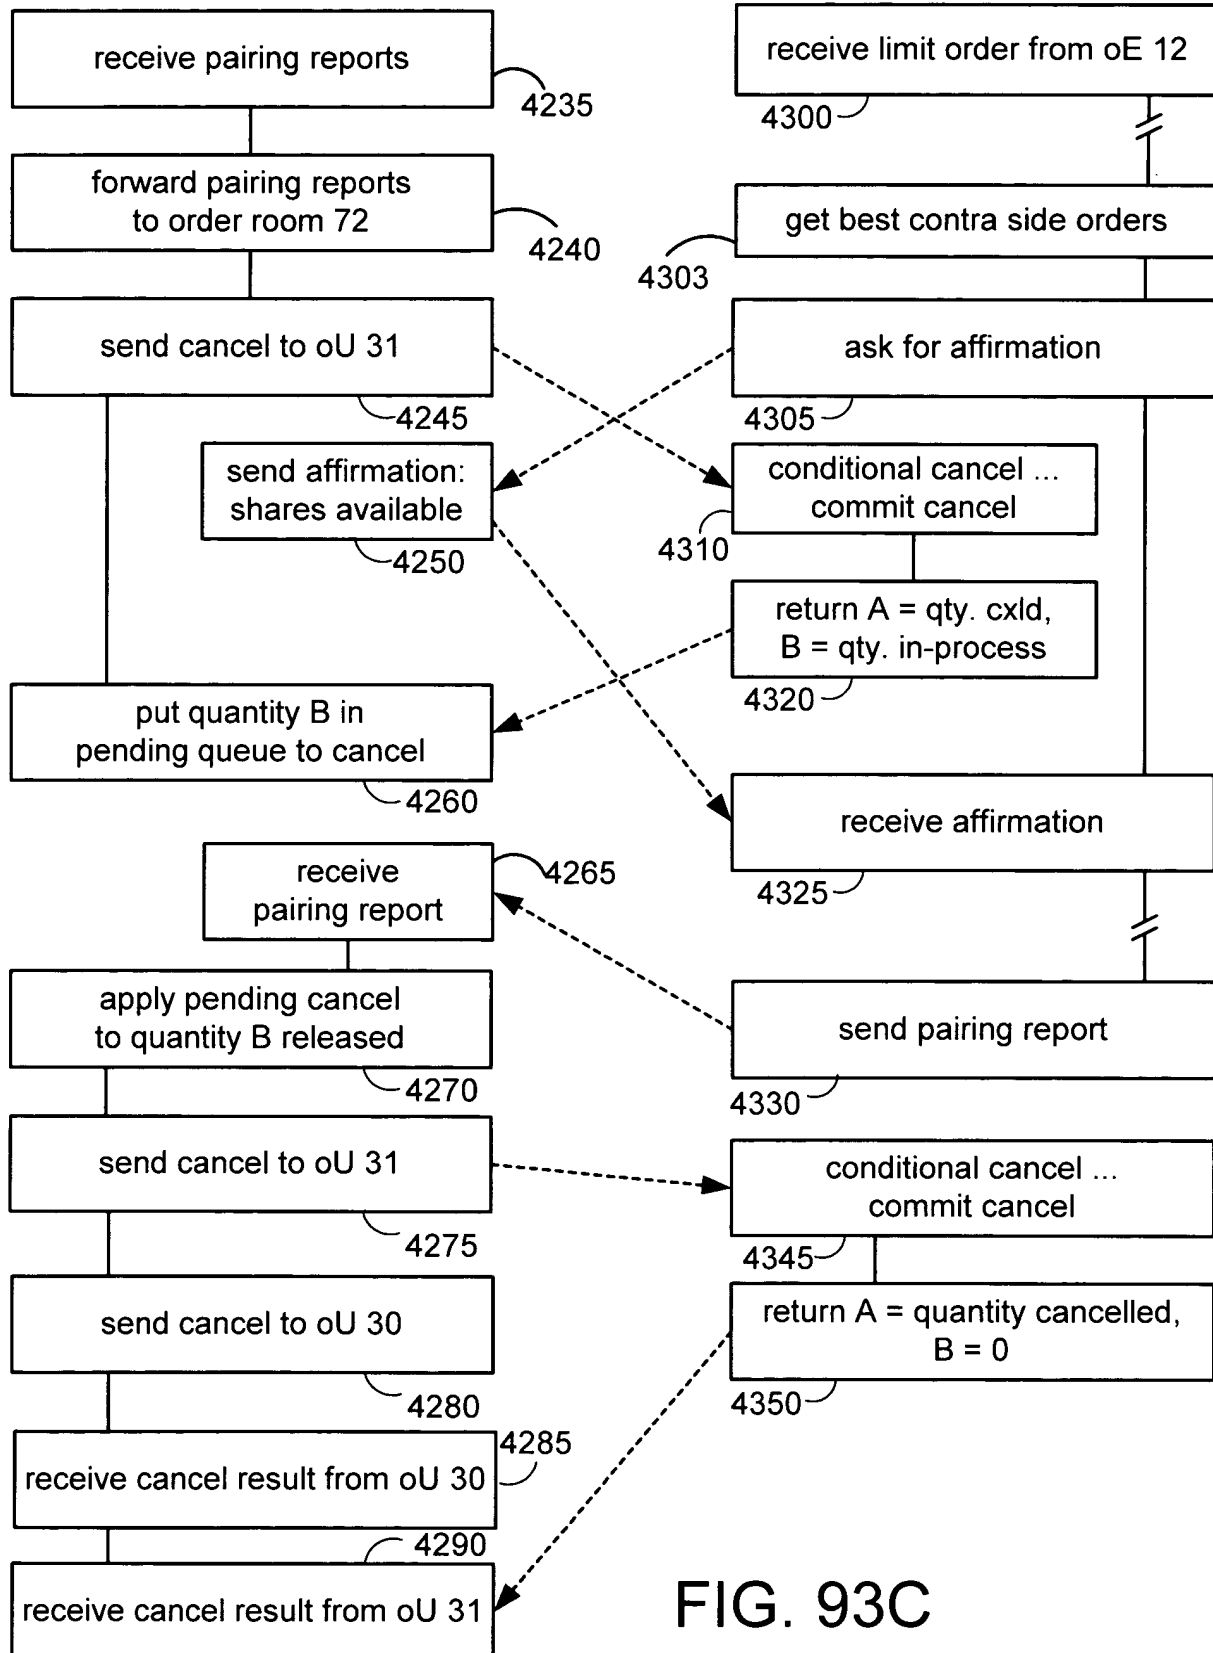 receive pairing reports
4235
forward pairing reports
to order room 72
4240
send cancel to oU 31
4245
send affirmation:
shares available
4250
put quantity B in
pending queue to cancel
4260
receive
pairing report
4265
apply pending cancel
to quantity B released
4270
send cancel to oU 31
4275
send cancel to oU 30
4280
receive cancel result from oU 30
4285
4290
receive cancel result from oU 31
receive limit order from oE 12
4300
get best contra side orders
4303
ask for affirmation
4305
conditional cancel ...
commit cancel
4310
return A = qty. cxld,
B = qty. in-process
4320
receive affirmation
4325
send pairing report
4330
conditional cancel ...
commit cancel
4345
return A = quantity cancelled,
B = 0
4350
FIG. 93C